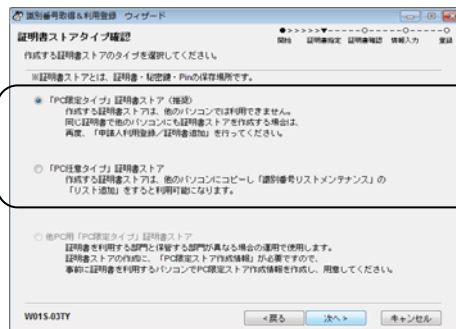 識別番号取得&利用登録 ウィザード
証明書ストアタイプ確認
●>>>>>▼-----○-----○-----○
開始 証明書指定 証明書確認 情報入力 登録
作成する証明書ストアのタイプを選択してください。
※証明書ストアとは、証明書・秘密鍵・Pinの保存場所です。
「PC限定タイプ」証明書ストア（推奨）
作成する証明書ストアは、他のパソコンでは利用できません。
同じ証明書で他のパソコンにも証明書ストアを作成する場合は、
再度、「申請人利用登録／証明書追加」を行ってください。
「PC任意タイプ」証明書ストア
作成する証明書ストアは、他のパソコンにコピーし「識別番号リストメンテナンス」の
「リスト追加」をすると利用可能になります。
他PC用「PC限定タイプ」証明書ストア
証明書を利用する部門と保管する部門が異なる場合の運用で使用します。
証明書ストアの作成に、「PC限定ストア作成情報」が必要ですので、
事前に証明書を利用するパソコンでPC限定ストア作成情報を作成し、用意してください。
W01S-03TY
<戻る
次へ>
キャンセル